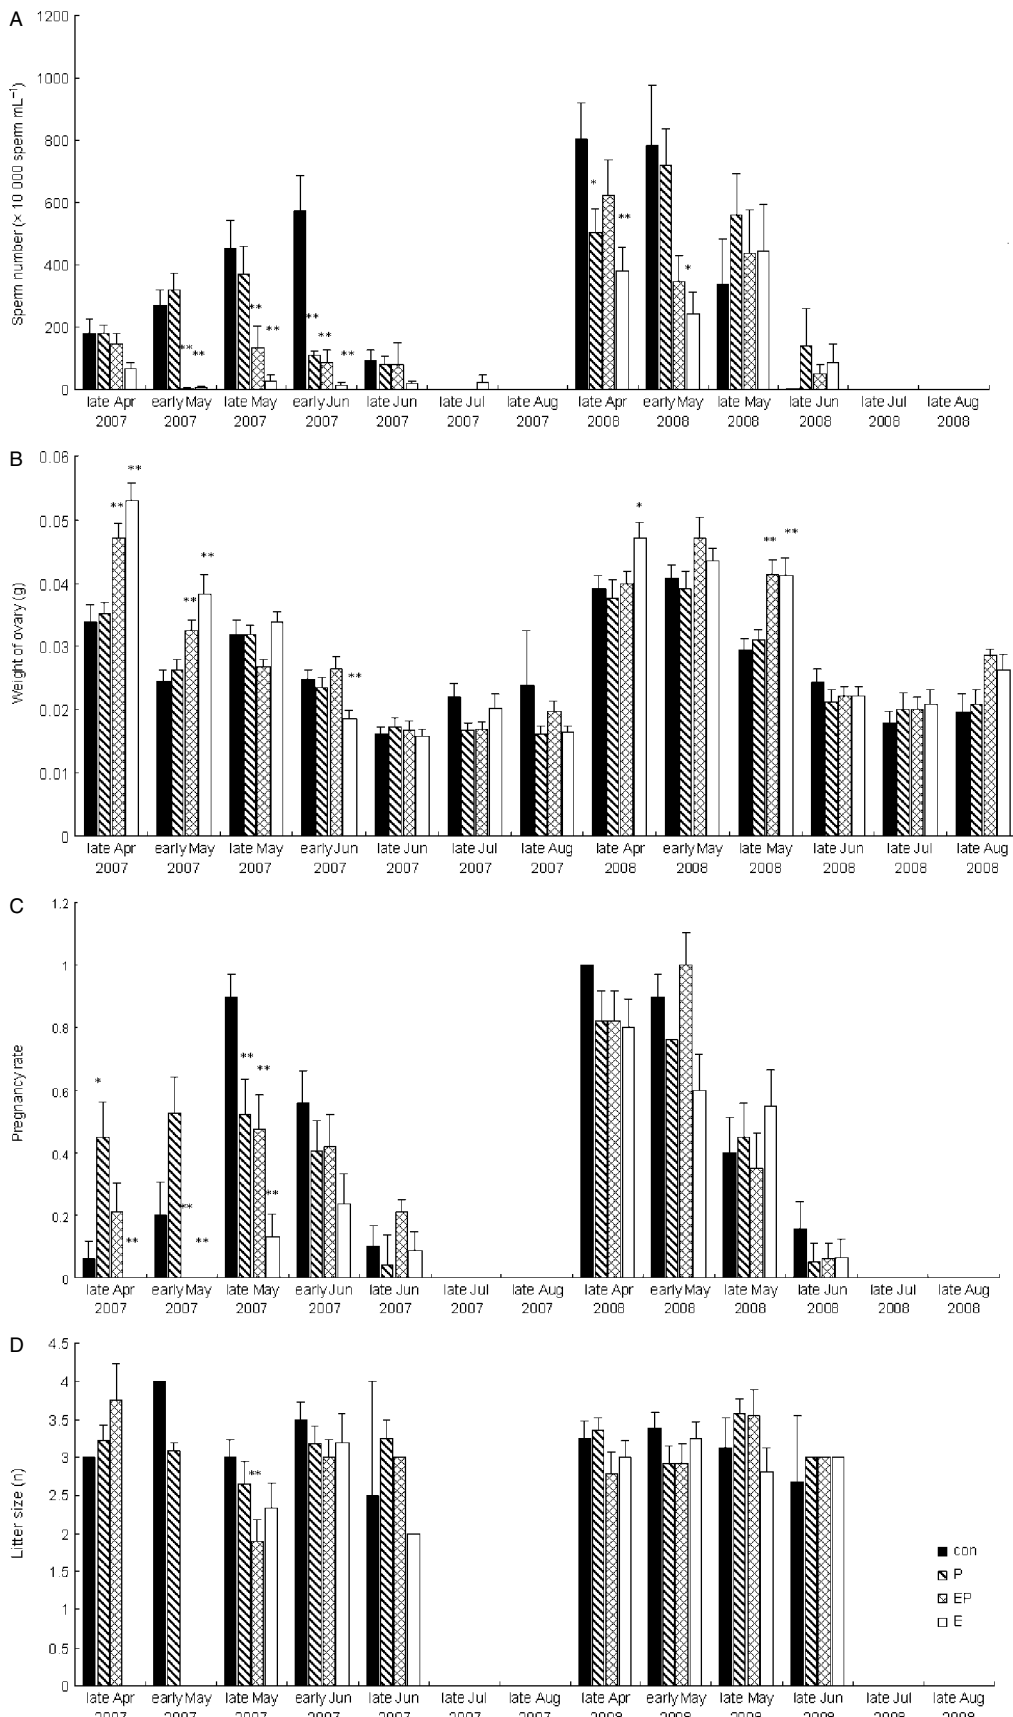 A
1200
1000
800
600
400
200
0
Sperm number (× 10 000 sperm mL⁻¹)
** ** ** ** ** ** ** * ** *
late Apr early May late May early Jun late Jun late Jul late Aug late Apr early May late May late Jun late Jul late Aug
2007 2007 2007 2007 2007 2007 2007 2008 2008 2008 2008 2008 2008
B
0.06
0.05
0.04
0.03
0.02
0.01
0
Weight of ovary (g)
** ** ** ** ** * ** **
late Apr early May late May early Jun late Jun late Jul late Aug late Apr early May late May late Jun late Jul late Aug
2007 2007 2007 2007 2007 2007 2007 2008 2008 2008 2008 2008 2008
C
1.2
1
0.8
0.6
0.4
0.2
0
Pregnancy rate
* ** ** ** ** ** **
late Apr early May late May early Jun late Jun late Jul late Aug late Apr early May late May late Jun late Jul late Aug
2007 2007 2007 2007 2007 2007 2007 2008 2008 2008 2008 2008 2008
D
4.5
4
3.5
3
2.5
2
1.5
1
0.5
0
Litter size (n)
**
con
P
EP
E
late Apr early May late May early Jun late Jun late Jul late Aug late Apr early May late May late Jun late Jul late Aug